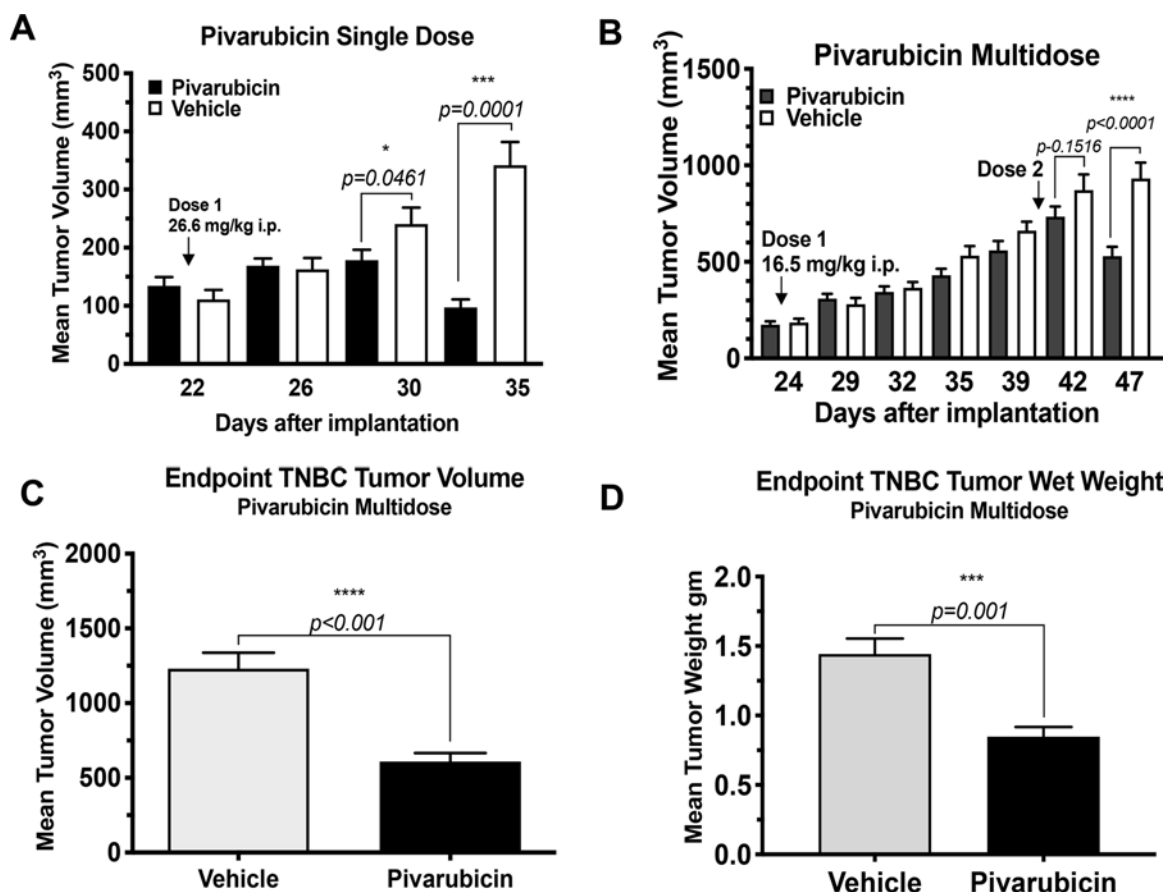 A
Pivarubicin Single Dose
Mean Tumor Volume (mm³)
500
400
300
200
100
0
Pivarubicin
Vehicle
Dose 1
26.6 mg/kg i.p.
*
p=0.0461
***
p=0.0001
22 26 30 35
Days after implantation
B
Pivarubicin Multidose
Mean Tumor Volume (mm³)
1500
1000
500
0
Pivarubicin
Vehicle
Dose 1
16.5 mg/kg i.p.
Dose 2
p-0.1516
****
p<0.0001
24 29 32 35 39 42 47
Days after implantation
C
Endpoint TNBC Tumor Volume
Pivarubicin Multidose
Mean Tumor Volume (mm³)
2000
1500
1000
500
0
****
p<0.001
Vehicle Pivarubicin
D
Endpoint TNBC Tumor Wet Weight
Pivarubicin Multidose
Mean Tumor Weight gm
2.0
1.5
1.0
0.5
0.0
***
p=0.001
Vehicle Pivarubicin